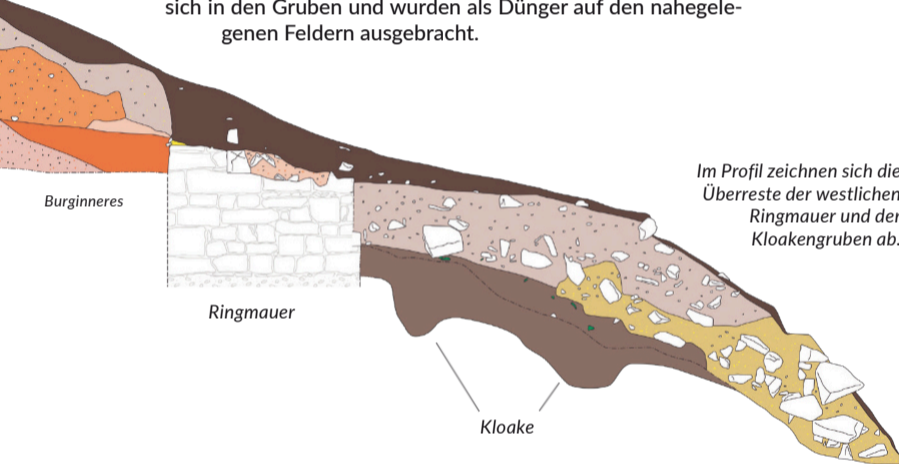 sich in den Gruben und wurden als Dünger auf den nahegele-
genen Feldern ausgebracht.
Im Profil zeichnen sich die
Überreste der westlichen
Ringmauer und der
Kloakengruben ab.
Burginneres
Ringmauer
Kloake